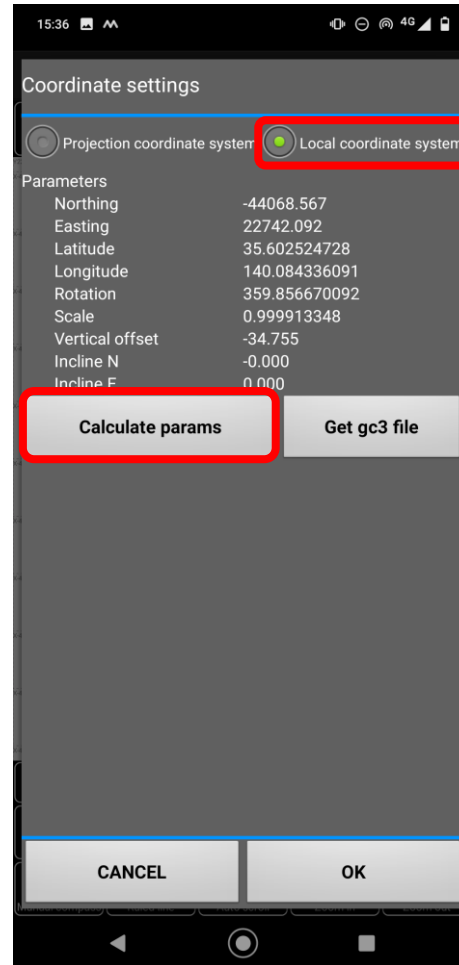 15:36 4G
Coordinate settings
Projection coordinate system Local coordinate system
Parameters
Northing -44068.567
Easting 22742.092
Latitude 35.602524728
Longitude 140.084336091
Rotation 359.856670092
Scale 0.999913348
Vertical offset -34.755
Incline N -0.000
Incline E 0.000
Calculate params Get gc3 file
CANCEL OK